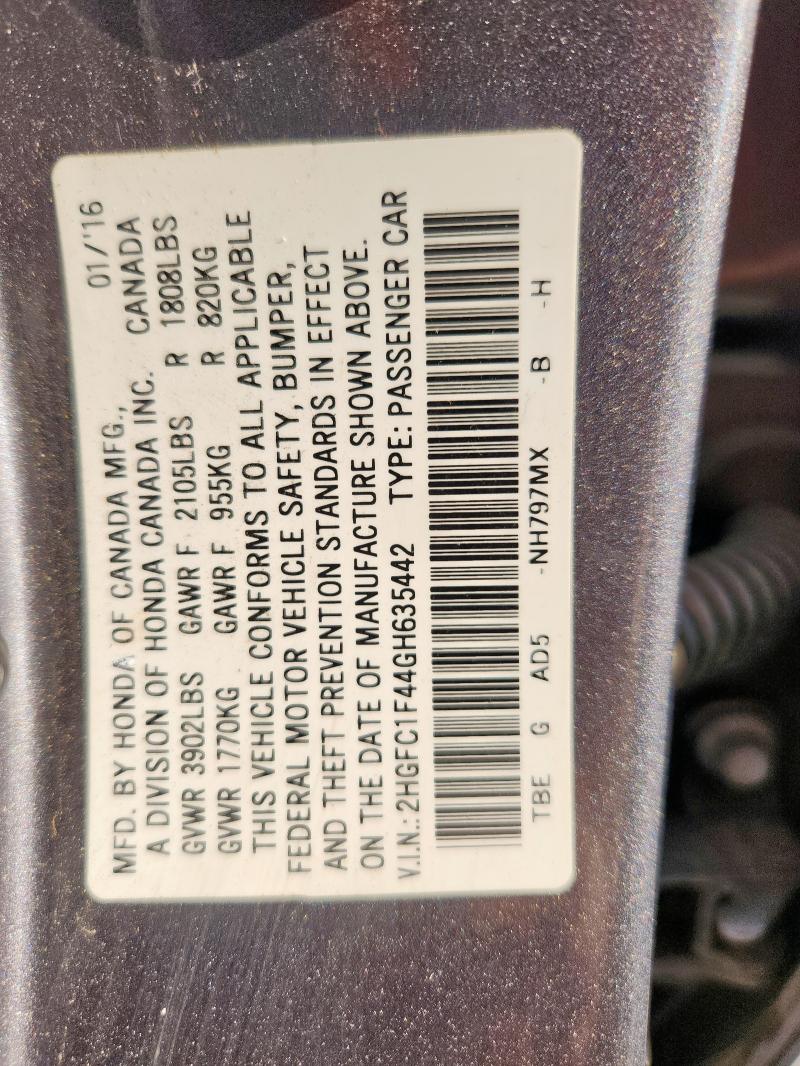 MFD. BY HONDA OF CANADA MFG., 01/'16
A DIVISION OF HONDA CANADA INC. CANADA
GVWR 3902LBS GAWR F 2105LBS R 1808LBS
GVWR 1770KG GAWR F 955KG R 820KG
THIS VEHICLE CONFORMS TO ALL APPLICABLE
FEDERAL MOTOR VEHICLE SAFETY, BUMPER,
AND THEFT PREVENTION STANDARDS IN EFFECT
ON THE DATE OF MANUFACTURE SHOWN ABOVE.
V.I.N.: 2HGFC1F44GH635442 TYPE: PASSENGER CAR
TBE G AD5 -NH797MX -B -H